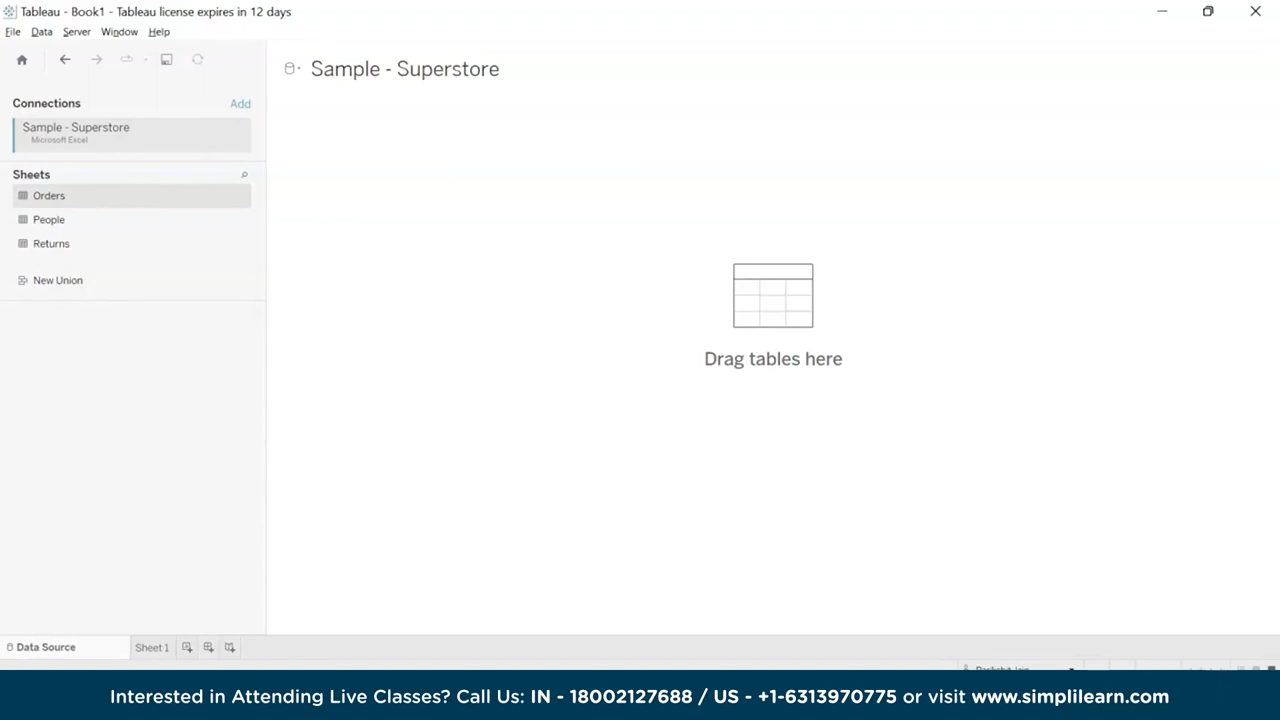 Tableau - Book1 - Tableau license expires in 12 days
File Data Server Window Help
Connections Add
Sample - Superstore
Microsoft Excel
Sheets
Orders
People
Returns
New Union
Sample - Superstore
Drag tables here
Data Source Sheet 1
Interested in Attending Live Classes? Call Us: IN - 18002127688 / US - +1-6313970775 or visit www.simplilearn.com